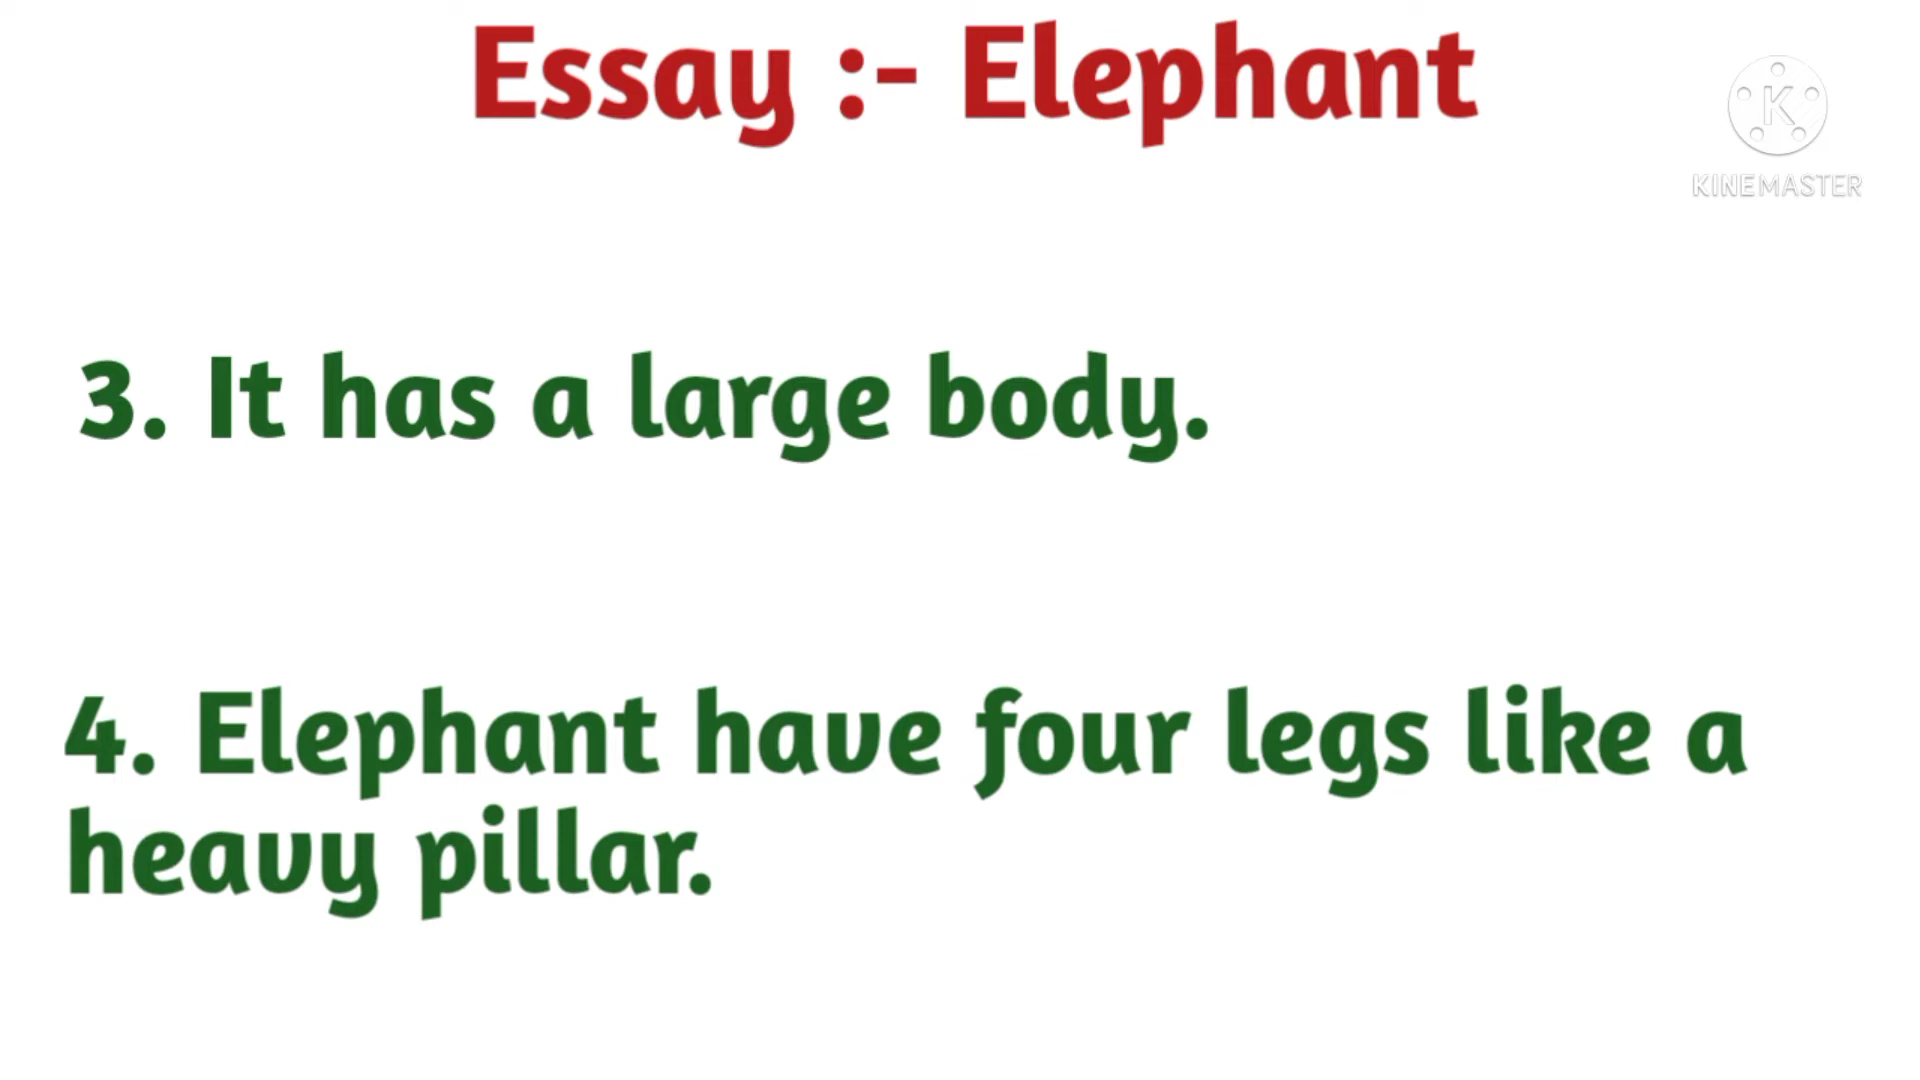 Essay :- Elephant
K
KINEMASTER
3. It has a large body.
4. Elephant have four legs like a
heavy pillar.